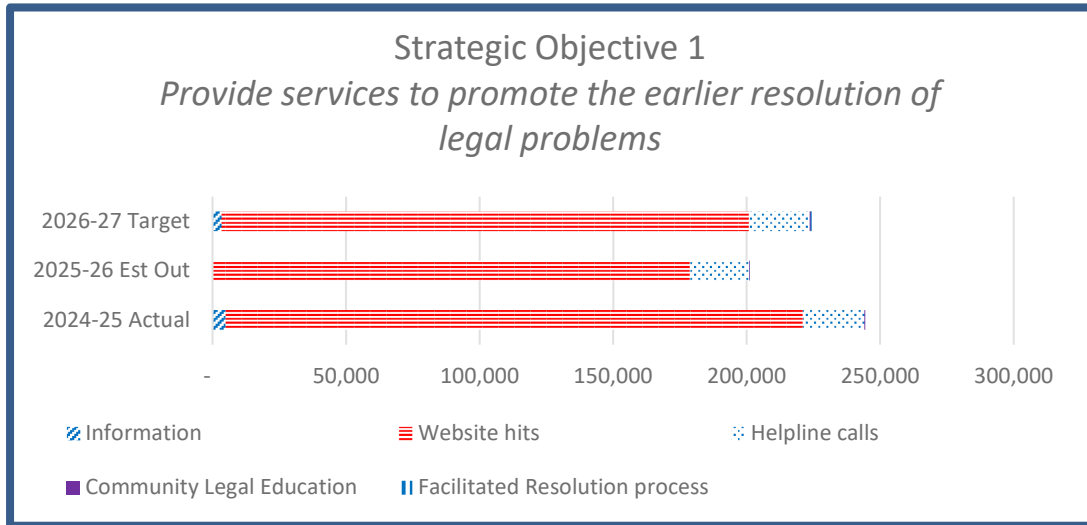 Strategic Objective 1
Provide services to promote the earlier resolution of
legal problems
2026-27 Target
2025-26 Est Out
2024-25 Actual
- 50,000 100,000 150,000 200,000 250,000 300,000
Information Website hits Helpline calls
Community Legal Education Facilitated Resolution process